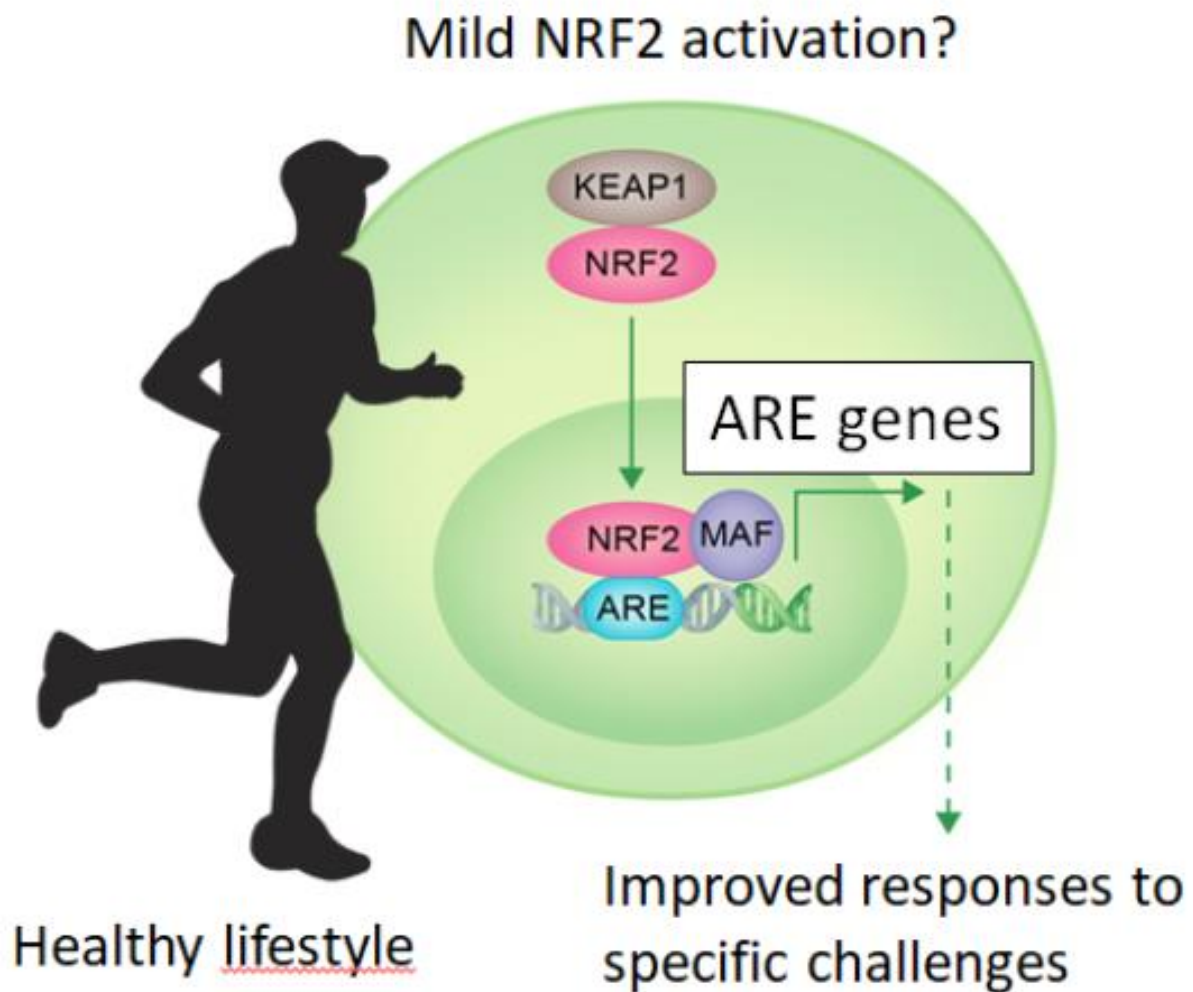 Mild NRF2 activation?
KEAP1
NRF2
ARE genes
NRF2
MAF
ARE
Improved responses to
specific challenges
Healthy lifestyle